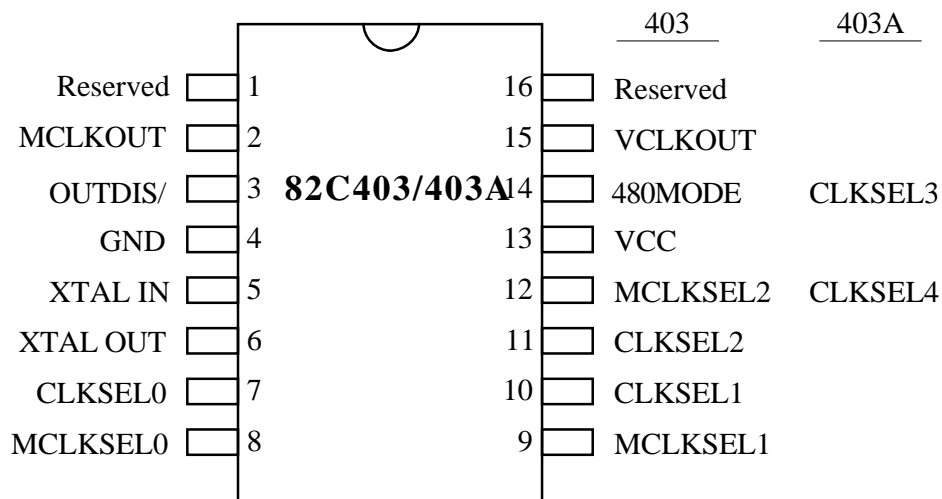 403 403A
Reserved 1 16 Reserved
MCLKOUT 2 15 VCLKOUT
OUTDIS/ 3 82C403/403A 14 480MODE CLKSEL3
GND 4 13 VCC
XTAL IN 5 12 MCLKSEL2 CLKSEL4
XTAL OUT 6 11 CLKSEL2
CLKSEL0 7 10 CLKSEL1
MCLKSEL0 8 9 MCLKSEL1